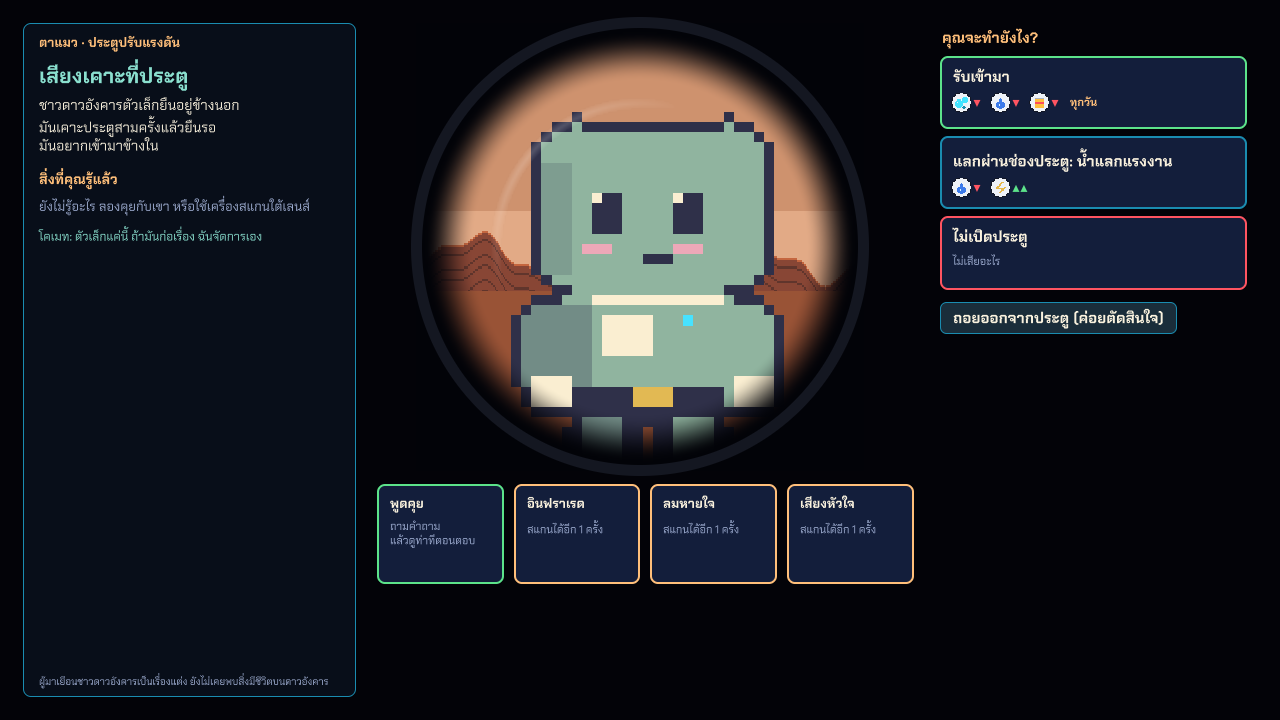 ตาแมว · ประตูปรับแรงดัน
เสียงเคาะที่ประตู
ชาวดาวอังคารตัวเล็กยืนอยู่ข้างนอก
มันเคาะประตูสามครั้งแล้วยืนรอ
มันอยากเข้ามาข้างใน
สิ่งที่คุณรู้แล้ว
ยังไม่รู้อะไร ลองคุยกับเขา หรือใช้เครื่องสแกนใต้เลนส์
โคเมท: ตัวเล็กแค่นี้ ถ้ามันก่อเรื่อง ฉันจัดการเอง
ผู้มาเยือนชาวดาวอังคารเป็นเรื่องแต่ง ยังไม่เคยพบสิ่งมีชีวิตบนดาวอังคาร
พูดคุย
ถามคำถาม
แล้วดูท่าทีตอนตอบ
อินฟราเรด
สแกนได้อีก 1 ครั้ง
ลมหายใจ
สแกนได้อีก 1 ครั้ง
เสียงหัวใจ
สแกนได้อีก 1 ครั้ง
คุณจะทำยังไง?
รับเข้ามา
ทุกวัน
แลกผ่านช่องประตู: น้ำแลกแรงงาน
ไม่เปิดประตู
ไม่เสียอะไร
ถอยออกจากประตู (ค่อยตัดสินใจ)